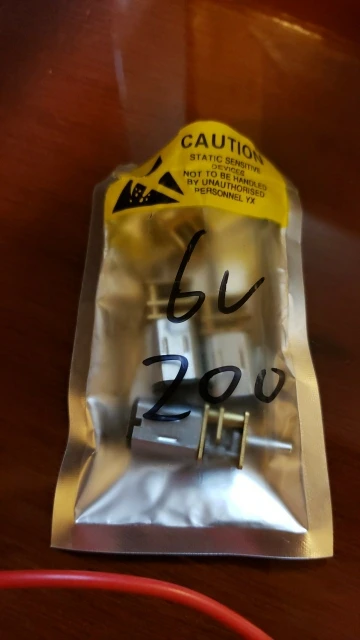 CAUTION
STATIC SENSITIVE
DEVICES
NOT TO BE HANDLED
BY UNAUTHORISED
PERSONNEL YX
6V
200